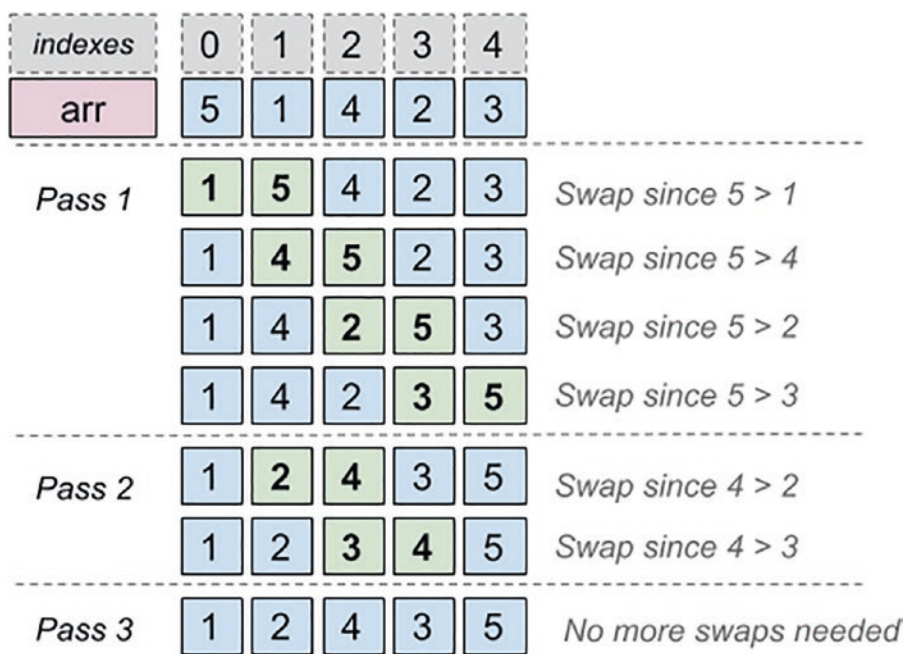 indexes 0 1 2 3 4
arr 5 1 4 2 3
Pass 1 1 5 4 2 3 Swap since 5 > 1
1 4 5 2 3 Swap since 5 > 4
1 4 2 5 3 Swap since 5 > 2
1 4 2 3 5 Swap since 5 > 3
Pass 2 1 2 4 3 5 Swap since 4 > 2
1 2 3 4 5 Swap since 4 > 3
Pass 3 1 2 4 3 5 No more swaps needed